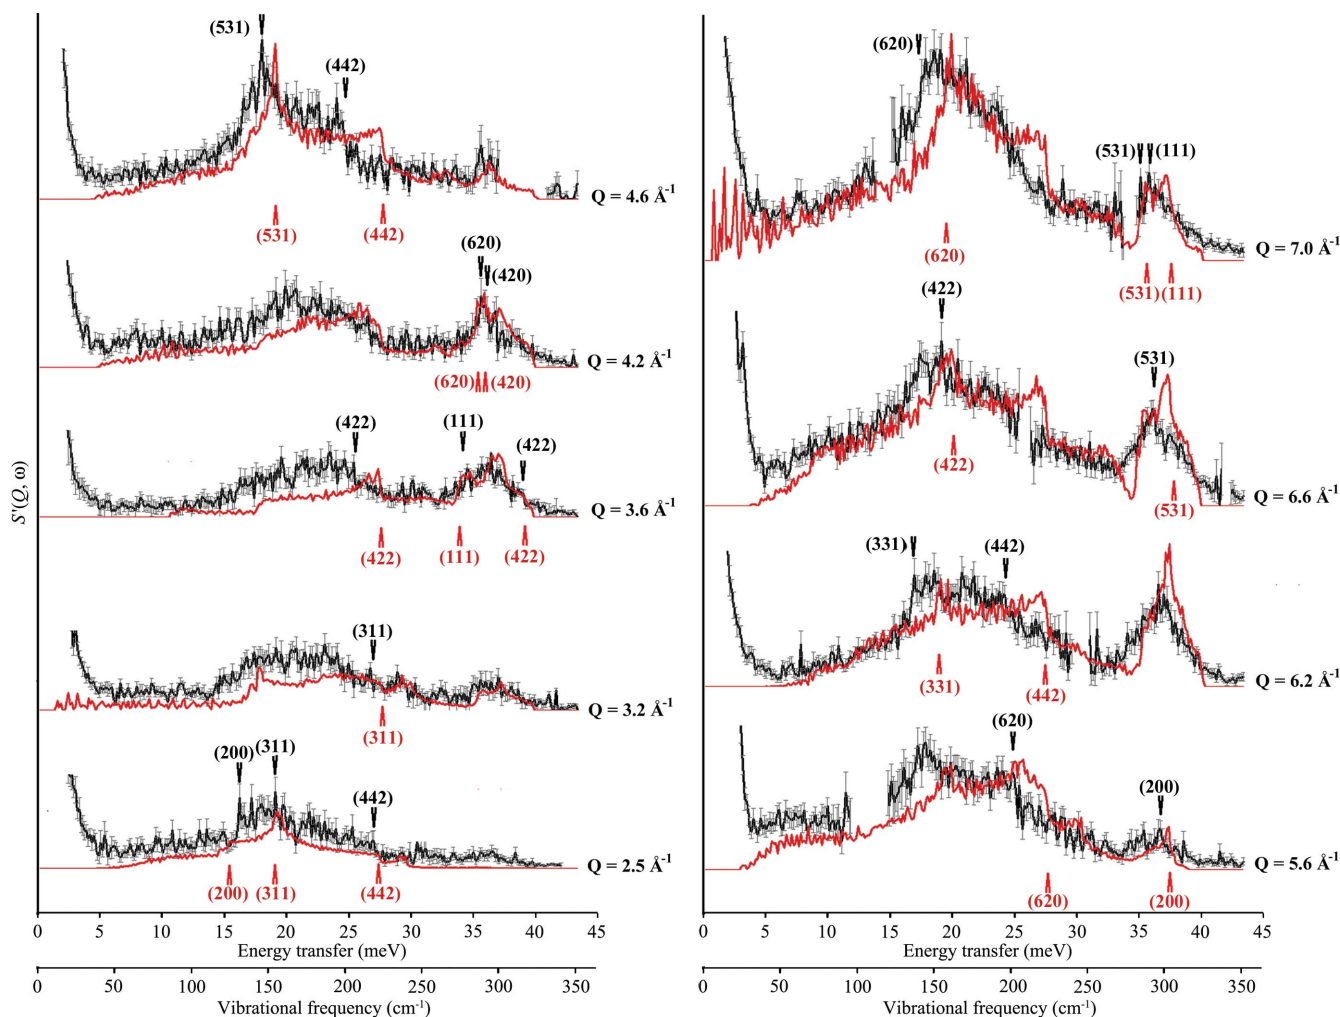 S'(Q, ω)
(531)
(442)
Q = 4.6 Å-1
(531)
(442)
(620)
(420)
Q = 4.2 Å-1
(620)
(420)
(422)
(111)
(422)
Q = 3.6 Å-1
(422)
(111)
(422)
(311)
Q = 3.2 Å-1
(311)
(200)
(311)
(442)
Q = 2.5 Å-1
(200)
(311)
(442)
0 5 10 15 20 25 30 35 40 45
Energy transfer (meV)
0 50 100 150 200 250 300 350
Vibrational frequency (cm-1)
(620)
(531)
(111)
Q = 7.0 Å-1
(620)
(531)
(111)
(422)
(531)
Q = 6.6 Å-1
(422)
(531)
(331)
(442)
Q = 6.2 Å-1
(331)
(442)
(620)
(200)
Q = 5.6 Å-1
(620)
(200)
0 5 10 15 20 25 30 35 40 45
Energy transfer (meV)
0 50 100 150 200 250 300 350
Vibrational frequency (cm-1)